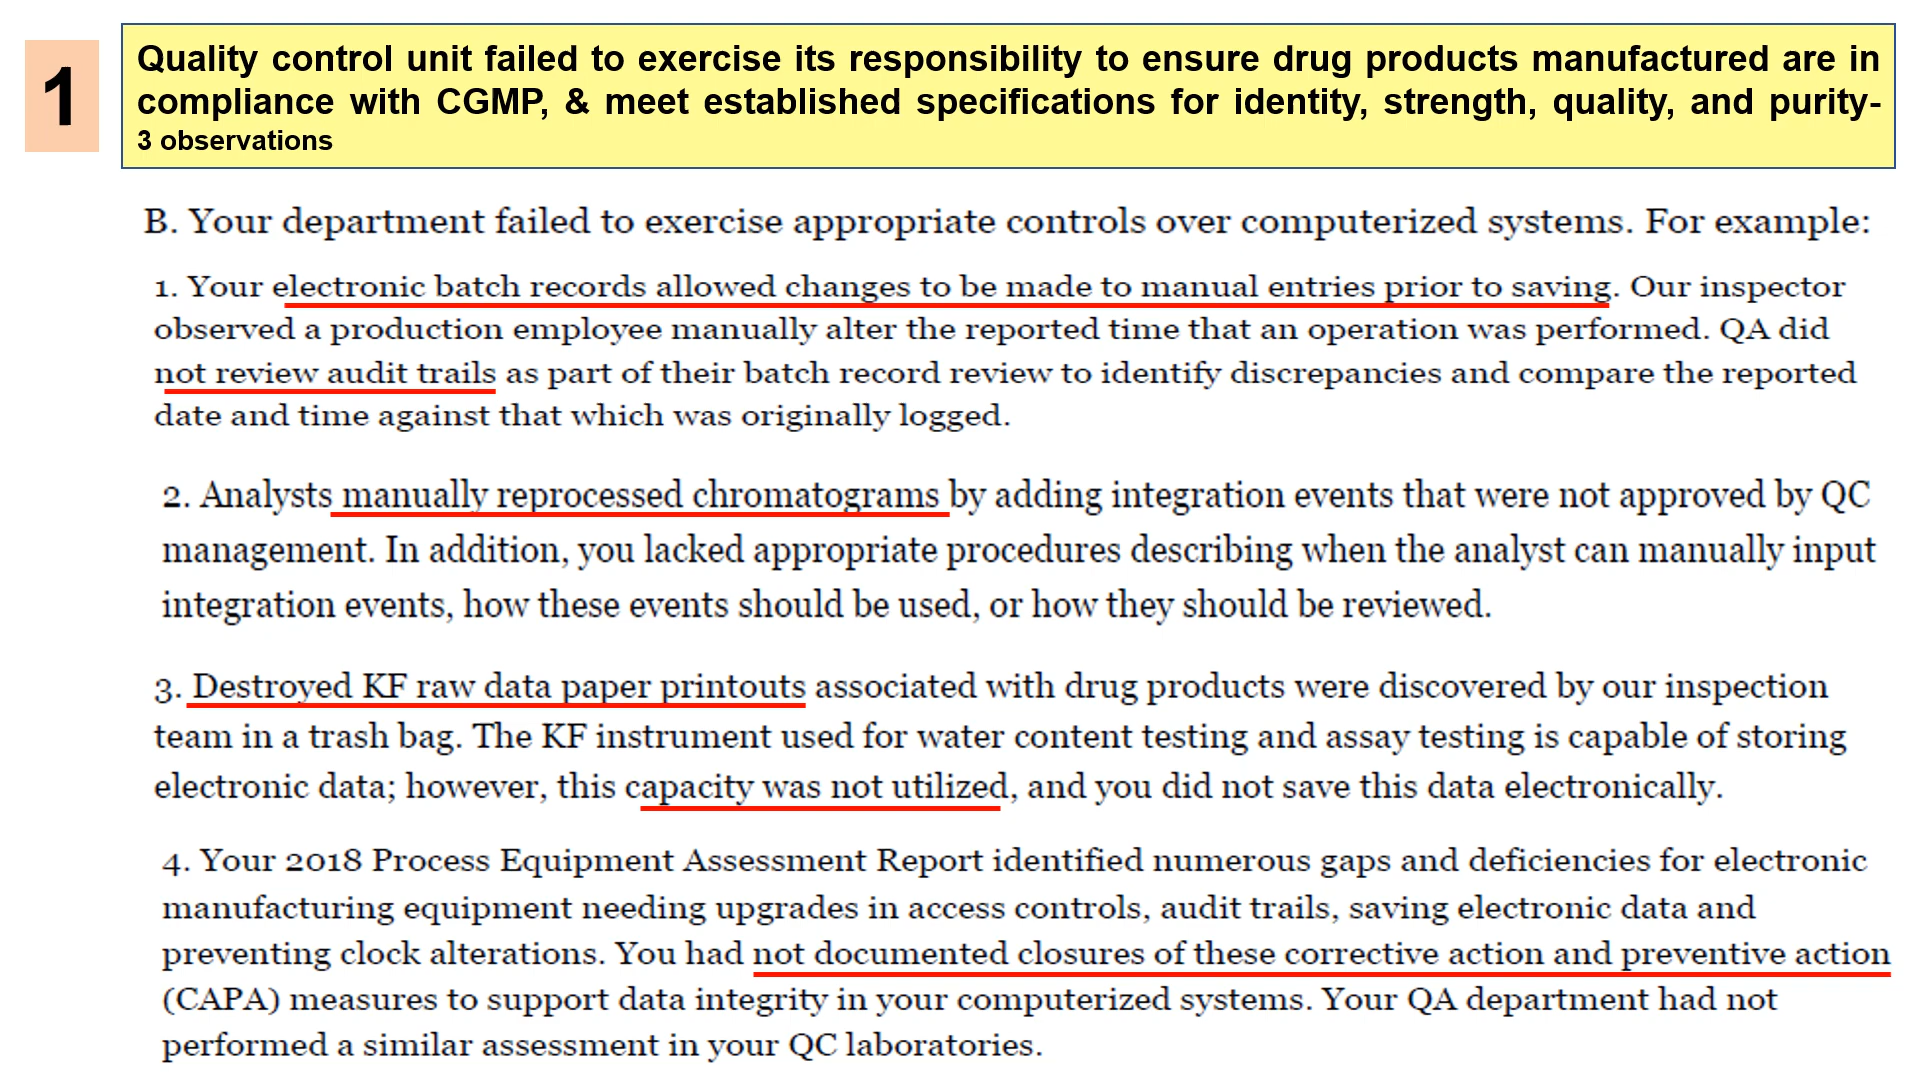 1
Quality control unit failed to exercise its responsibility to ensure drug products manufactured are in
compliance with CGMP, & meet established specifications for identity, strength, quality, and purity-
3 observations
B. Your department failed to exercise appropriate controls over computerized systems. For example:
1. Your electronic batch records allowed changes to be made to manual entries prior to saving. Our inspector
observed a production employee manually alter the reported time that an operation was performed. QA did
not review audit trails as part of their batch record review to identify discrepancies and compare the reported
date and time against that which was originally logged.
2. Analysts manually reprocessed chromatograms by adding integration events that were not approved by QC
management. In addition, you lacked appropriate procedures describing when the analyst can manually input
integration events, how these events should be used, or how they should be reviewed.
3. Destroyed KF raw data paper printouts associated with drug products were discovered by our inspection
team in a trash bag. The KF instrument used for water content testing and assay testing is capable of storing
electronic data; however, this capacity was not utilized, and you did not save this data electronically.
4. Your 2018 Process Equipment Assessment Report identified numerous gaps and deficiencies for electronic
manufacturing equipment needing upgrades in access controls, audit trails, saving electronic data and
preventing clock alterations. You had not documented closures of these corrective action and preventive action
(CAPA) measures to support data integrity in your computerized systems. Your QA department had not
performed a similar assessment in your QC laboratories.